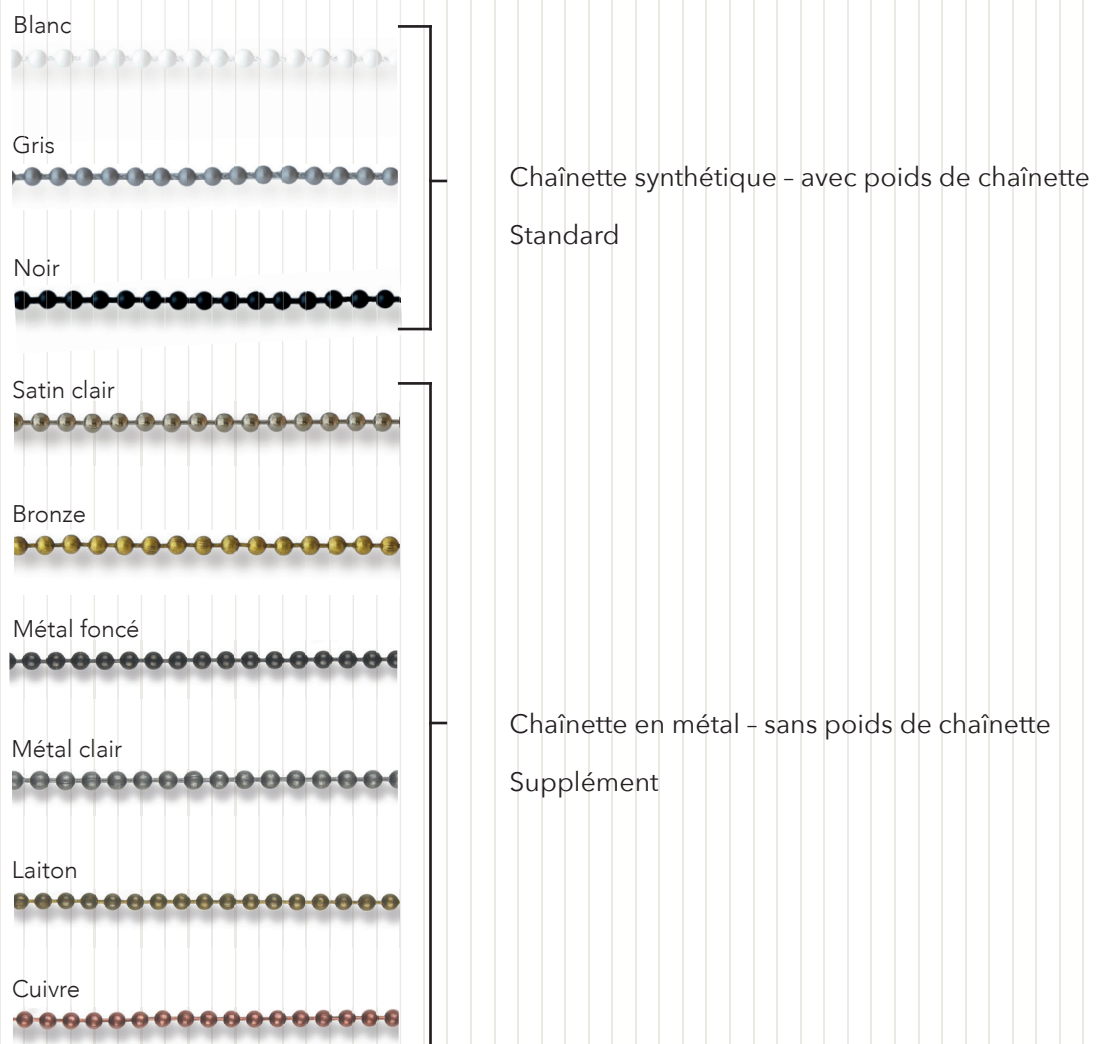 Blanc
Gris
Noir
Chaînette synthétique – avec poids de chaînette
Standard
Satin clair
Bronze
Métal foncé
Métal clair
Laiton
Cuivre
Chaînette en métal – sans poids de chaînette
Supplément